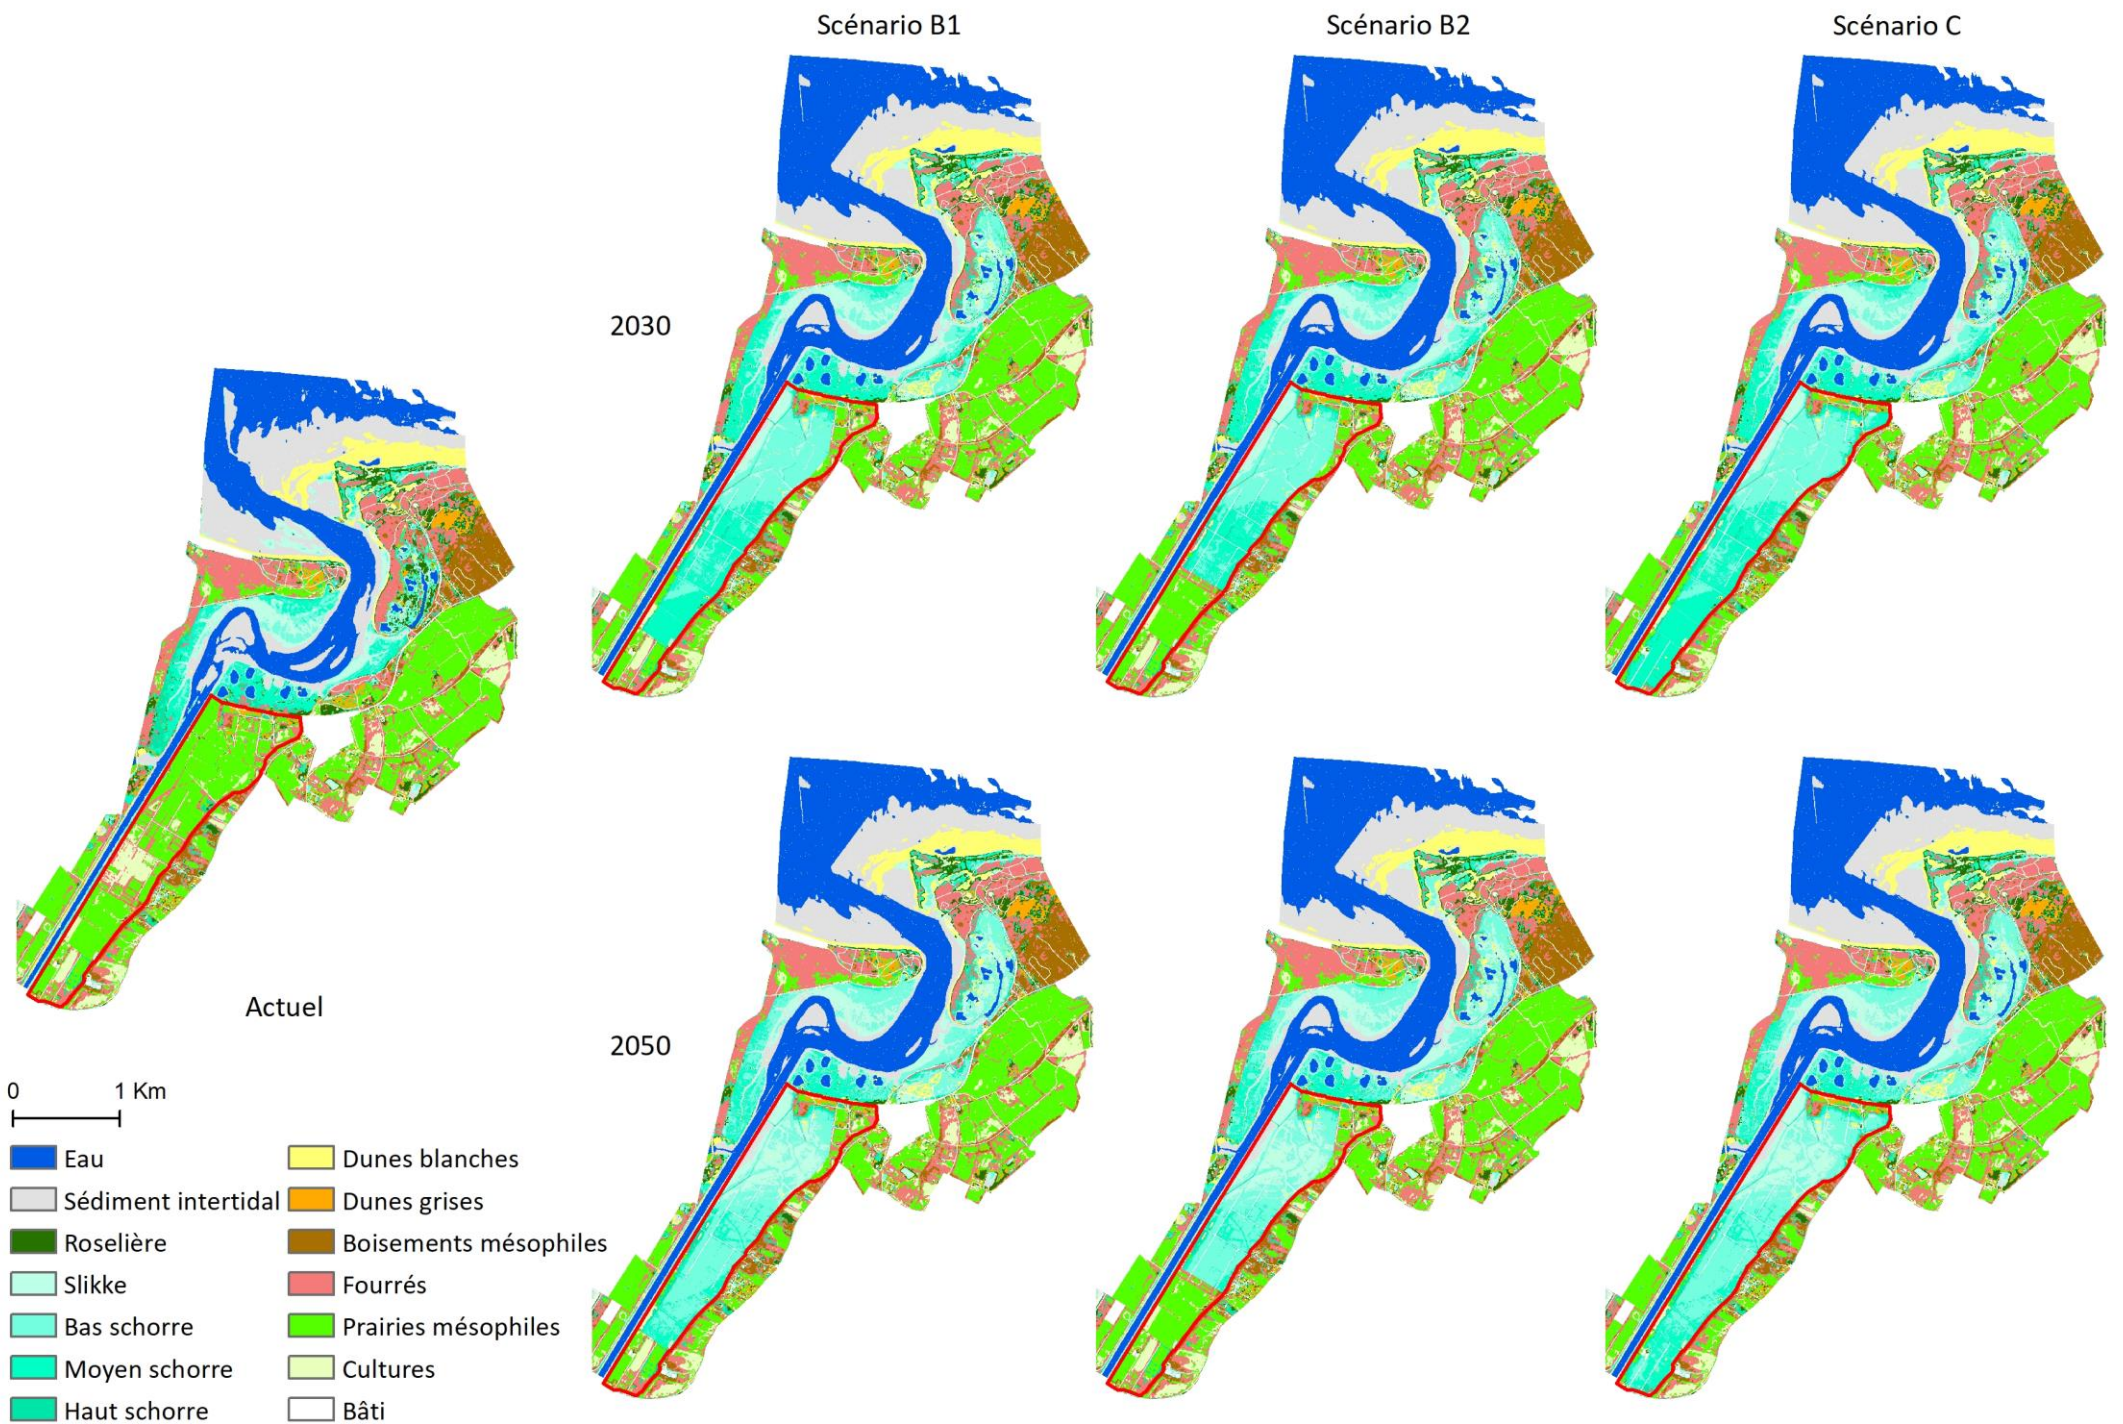 Scénario B1
Scénario B2
Scénario C
2030
Actuel
2050
0 1 Km
Eau
Sédiment intertidal
Roselière
Slikke
Bas schorre
Moyen schorre
Haut schorre
Dunes blanches
Dunes grises
Boisements mésophiles
Fourrés
Prairies mésophiles
Cultures
Bâti